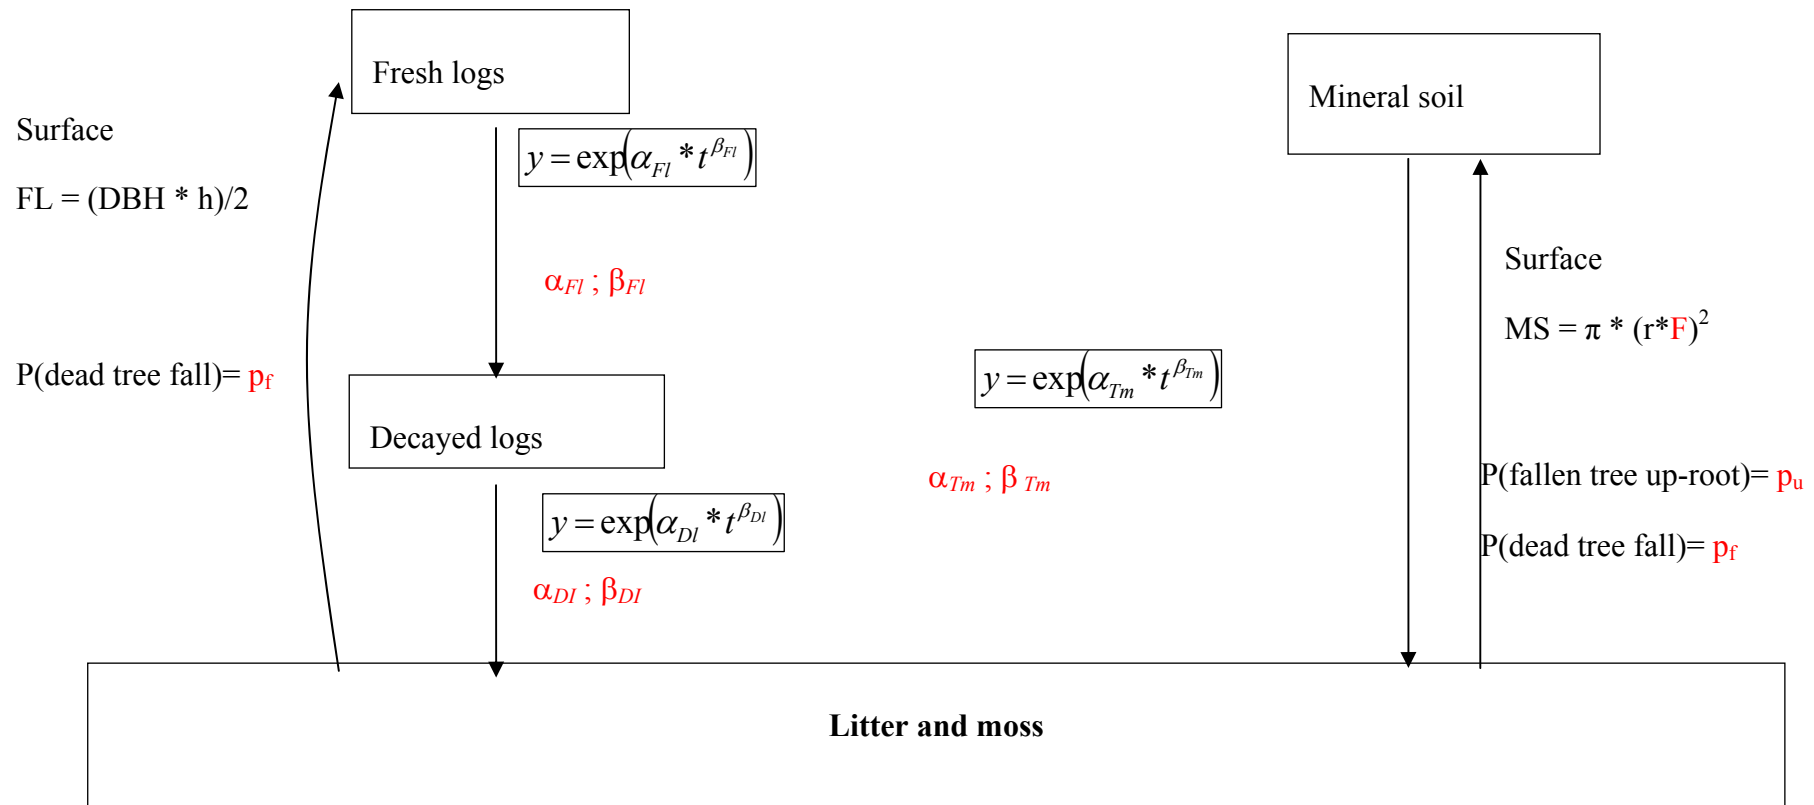 Fresh logs
Mineral soil
Surface
FL = (DBH * h)/2
y = exp(α_Fl * t^β_Fl)
α_Fl ; β_Fl
Surface
MS = π * (r*F)^2
P(dead tree fall)= p_f
y = exp(α_Tm * t^β_Tm)
Decayed logs
α_Tm ; β_Tm
P(fallen tree up-root)= p_u
y = exp(α_Dl * t^β_Dl)
P(dead tree fall)= p_f
α_DI ; β_DI
Litter and moss